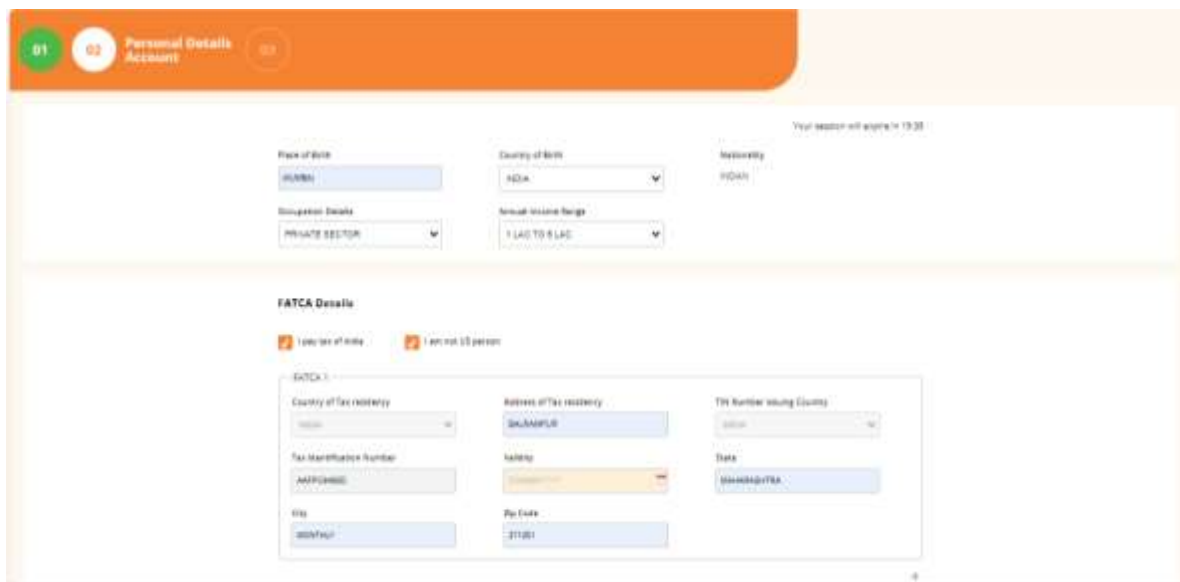 01
02
Personal Details
Account
03
Your session will expire in 19:38
Place of Birth
Country of Birth
Nationality
MUMBAI
INDIA
INDIAN
Occupation Details
Annual Income Range
PRIVATE SECTOR
1 LAC TO 5 LAC
FATCA Details
I pay tax of India
I am not US person
FATCA 1
Country of Tax residency
Address of Tax residency
TIN Number issuing Country
INDIA
INDIA
Tax Identification Number
Validity
State
MAHARASHTRA
City
Zip Code